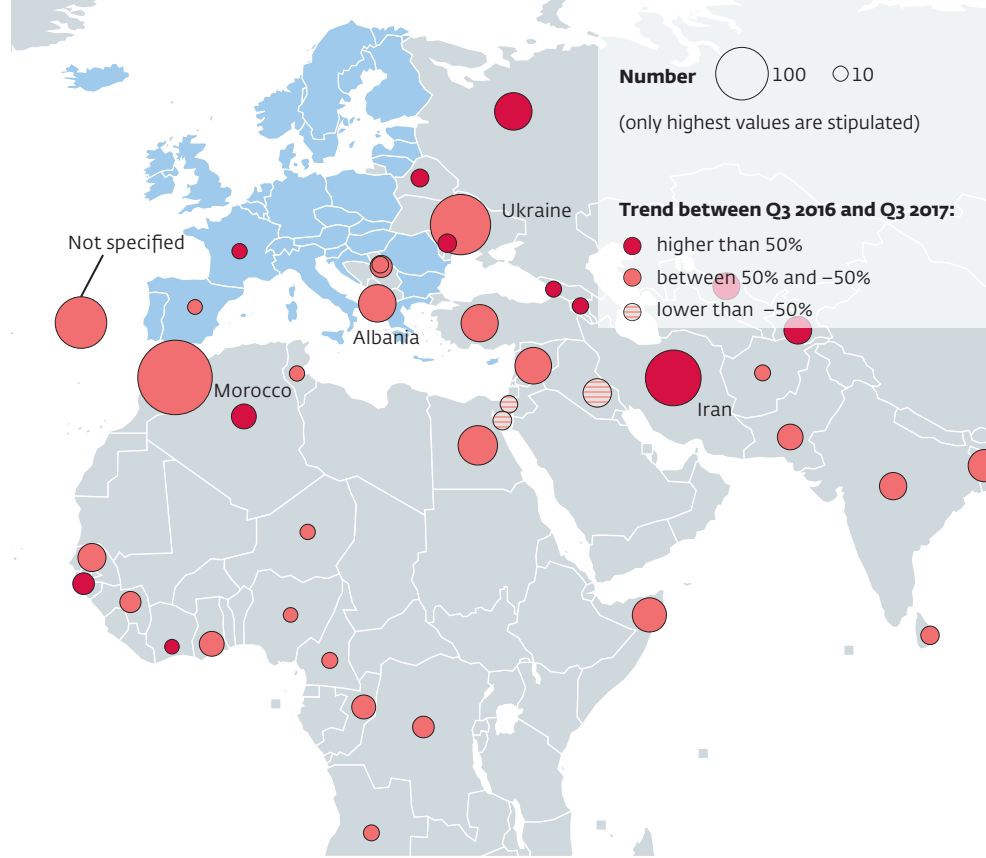 Number 100 10
(only highest values are stipulated)
Trend between Q3 2016 and Q3 2017:
higher than 50%
between 50% and –50%
lower than –50%
Ukraine
Not specified
Albania
Morocco
Iran